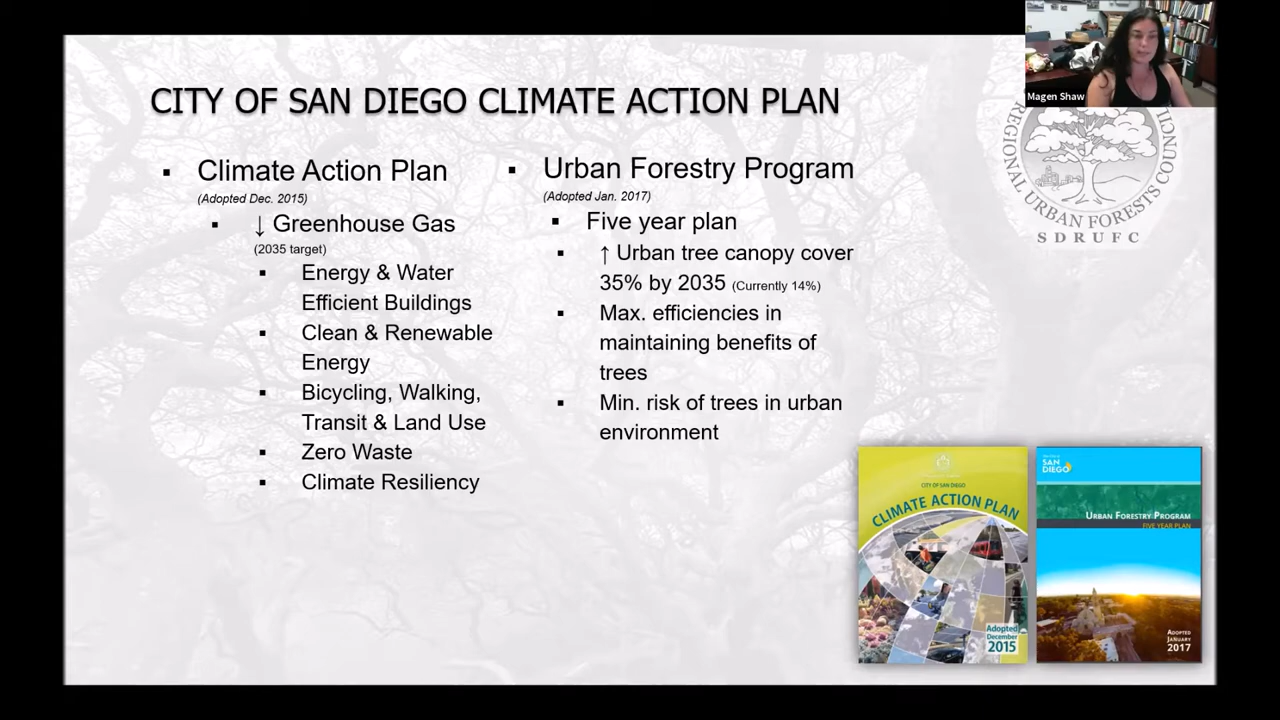 CITY OF SAN DIEGO CLIMATE ACTION PLAN
▪ Climate Action Plan
(Adopted Dec. 2015)
▪ ↓ Greenhouse Gas
(2035 target)
▪ Energy & Water
Efficient Buildings
▪ Clean & Renewable
Energy
▪ Bicycling, Walking,
Transit & Land Use
▪ Zero Waste
▪ Climate Resiliency
▪ Urban Forestry Program
(Adopted Jan. 2017)
▪ Five year plan
▪ ↑ Urban tree canopy cover
35% by 2035 (Currently 14%)
▪ Max. efficiencies in
maintaining benefits of
trees
▪ Min. risk of trees in urban
environment
Magen Shaw
REGIONAL URBAN FORESTS COUNCIL
SDRUFC
CITY OF SAN DIEGO
CLIMATE ACTION PLAN
Adopted
December
2015
SAN
DIEGO
URBAN FORESTRY PROGRAM
FIVE YEAR PLAN
ADOPTED
JANUARY
2017